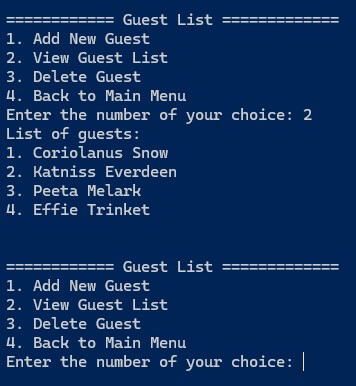 ============ Guest List =============
1. Add New Guest
2. View Guest List
3. Delete Guest
4. Back to Main Menu
Enter the number of your choice: 2
List of guests:
1. Coriolanus Snow
2. Katniss Everdeen
3. Peeta Melark
4. Effie Trinket
============ Guest List =============
1. Add New Guest
2. View Guest List
3. Delete Guest
4. Back to Main Menu
Enter the number of your choice: